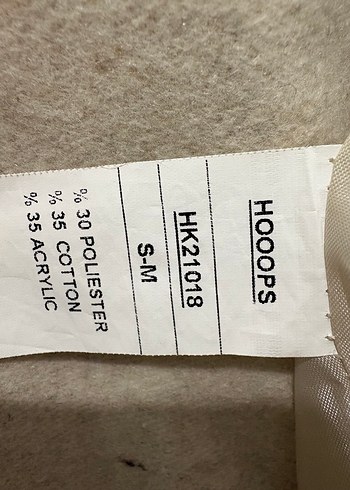 HOOOPS
HK21018
S-M
% 30 POLIESTER
% 35 COTTON
% 35 ACRYLIC